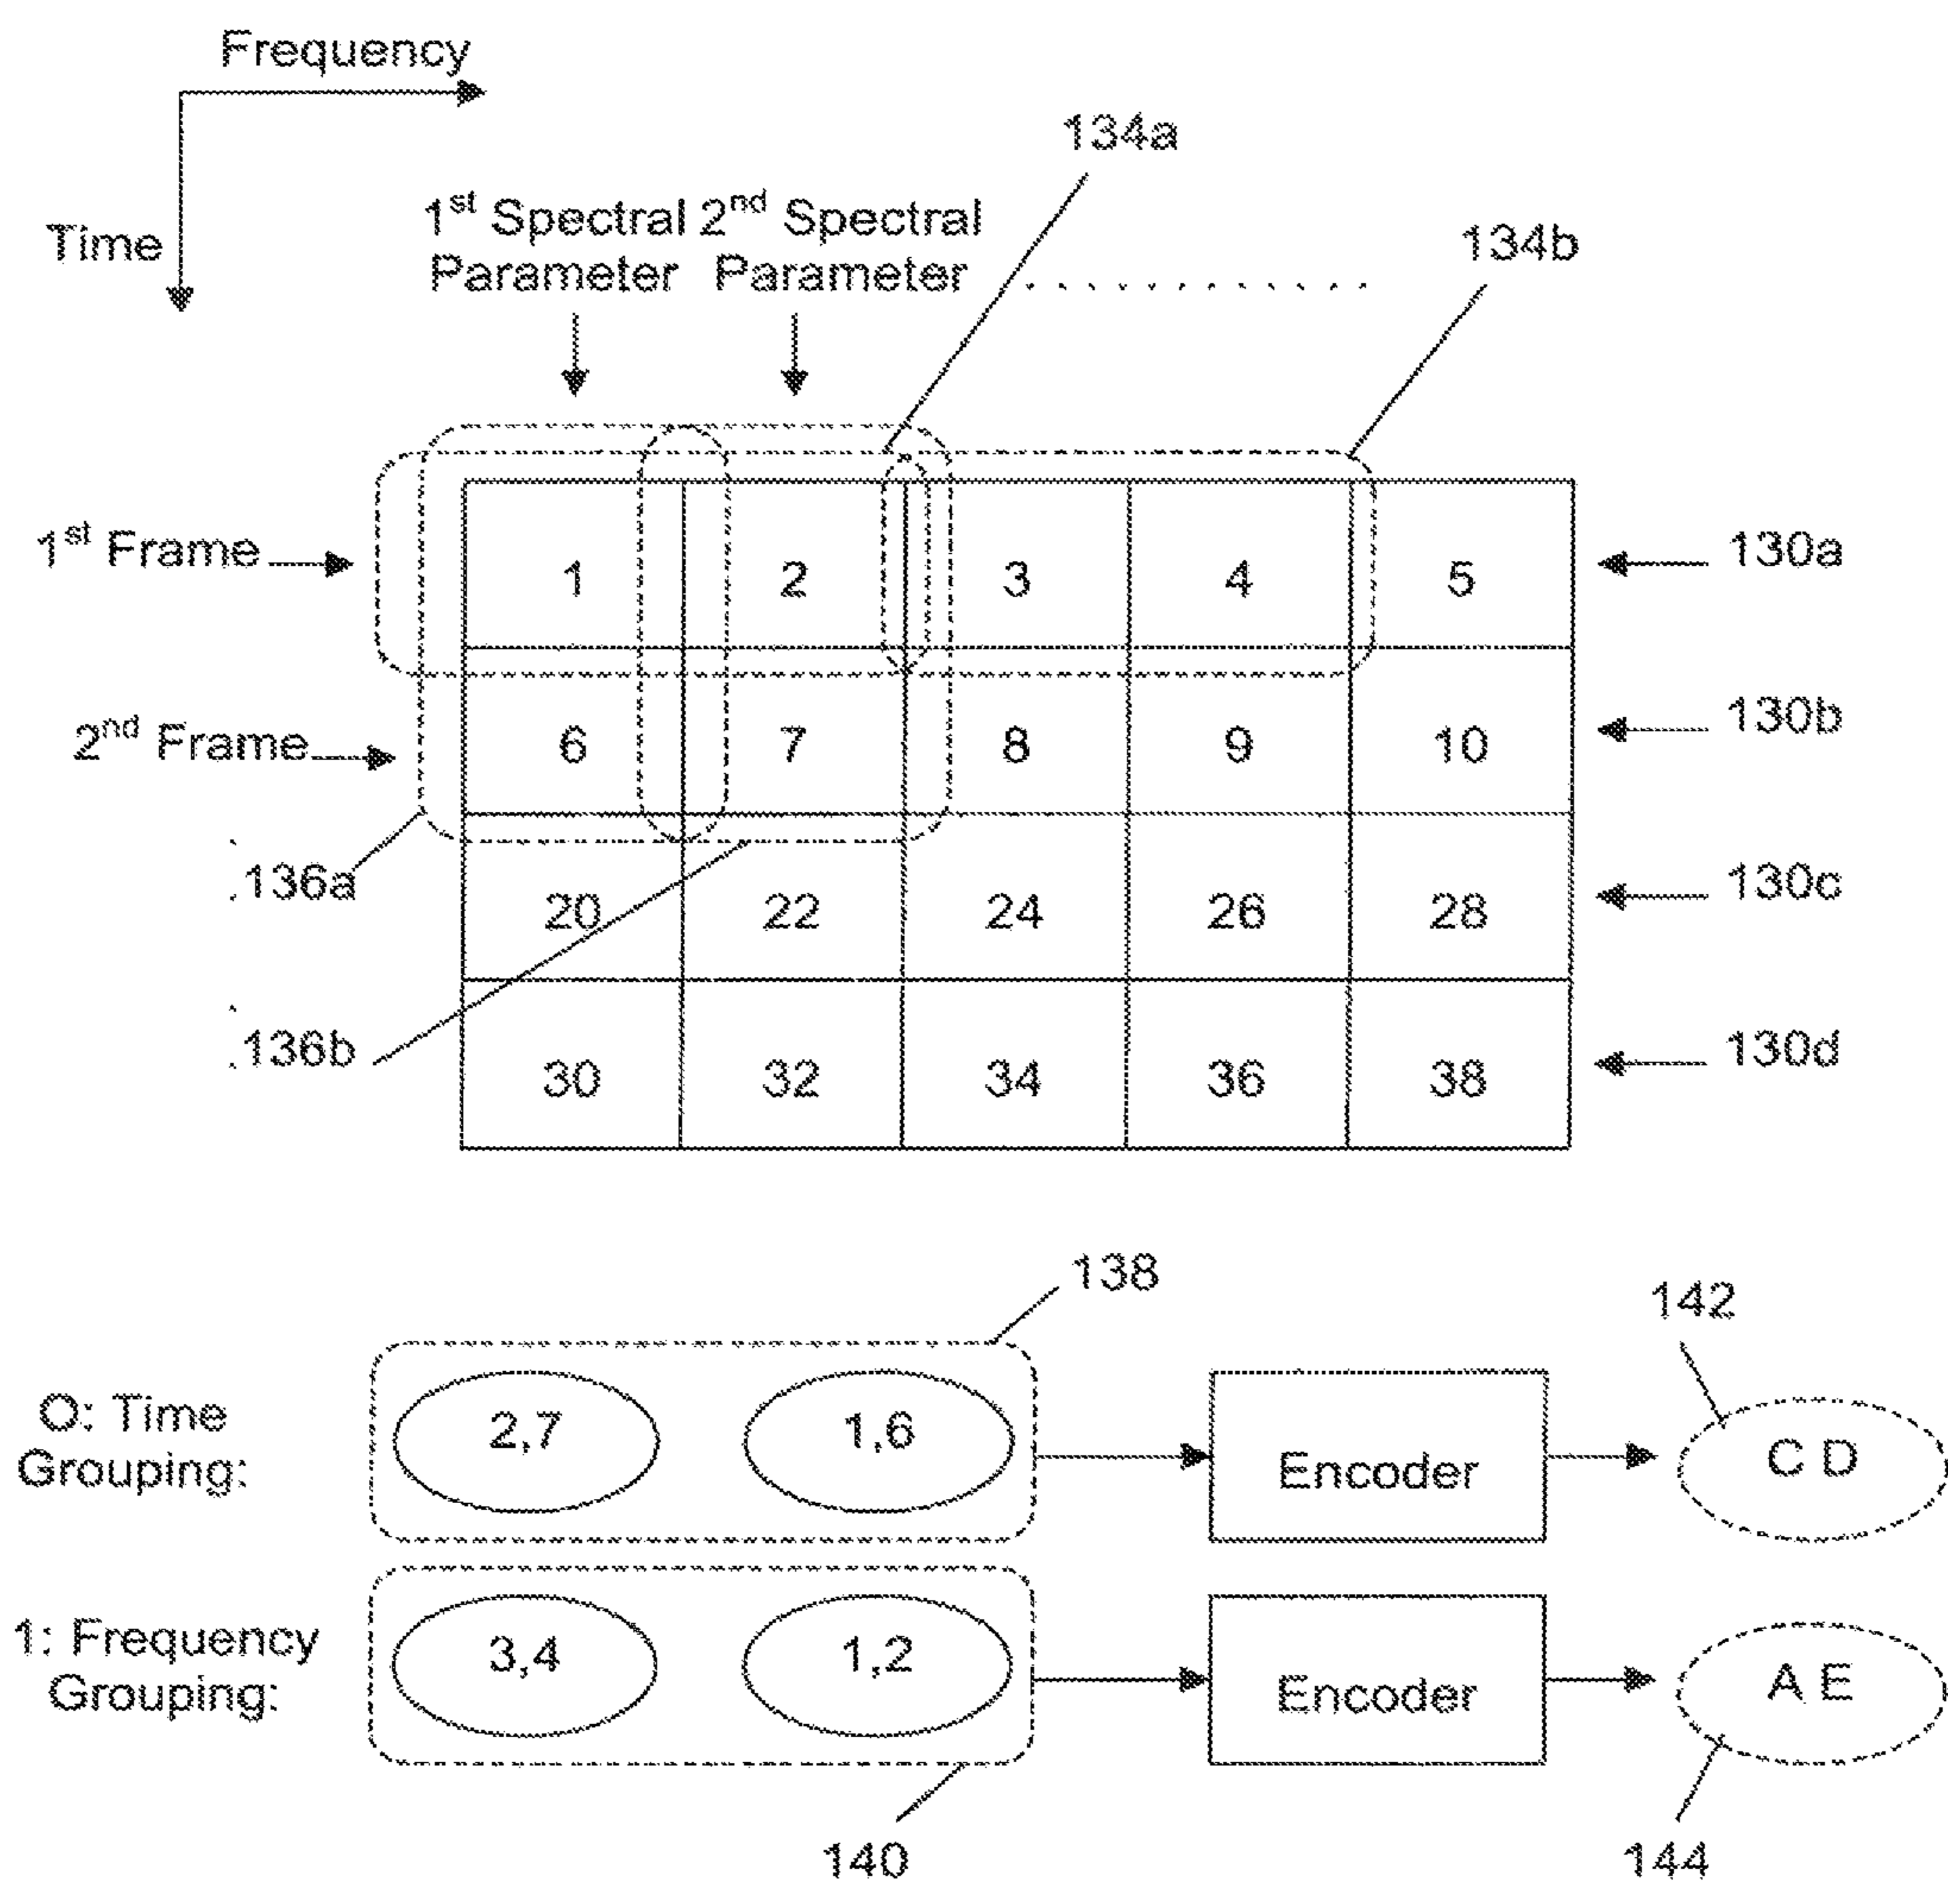 Frequency
134a
1st Spectral 2nd Spectral
Time
134b
Parameter Parameter . . . . . . . . . . . .
1st Frame
1 2 3 4 5
130a
2nd Frame
6 7 8 9 10
130b
136a
20 22 24 26 28
130c
136b
30 32 34 36 38
130d
138
142
O: Time
Grouping:
2,7 1,6
Encoder
C D
1: Frequency
Grouping:
3,4 1,2
Encoder
A E
140
144